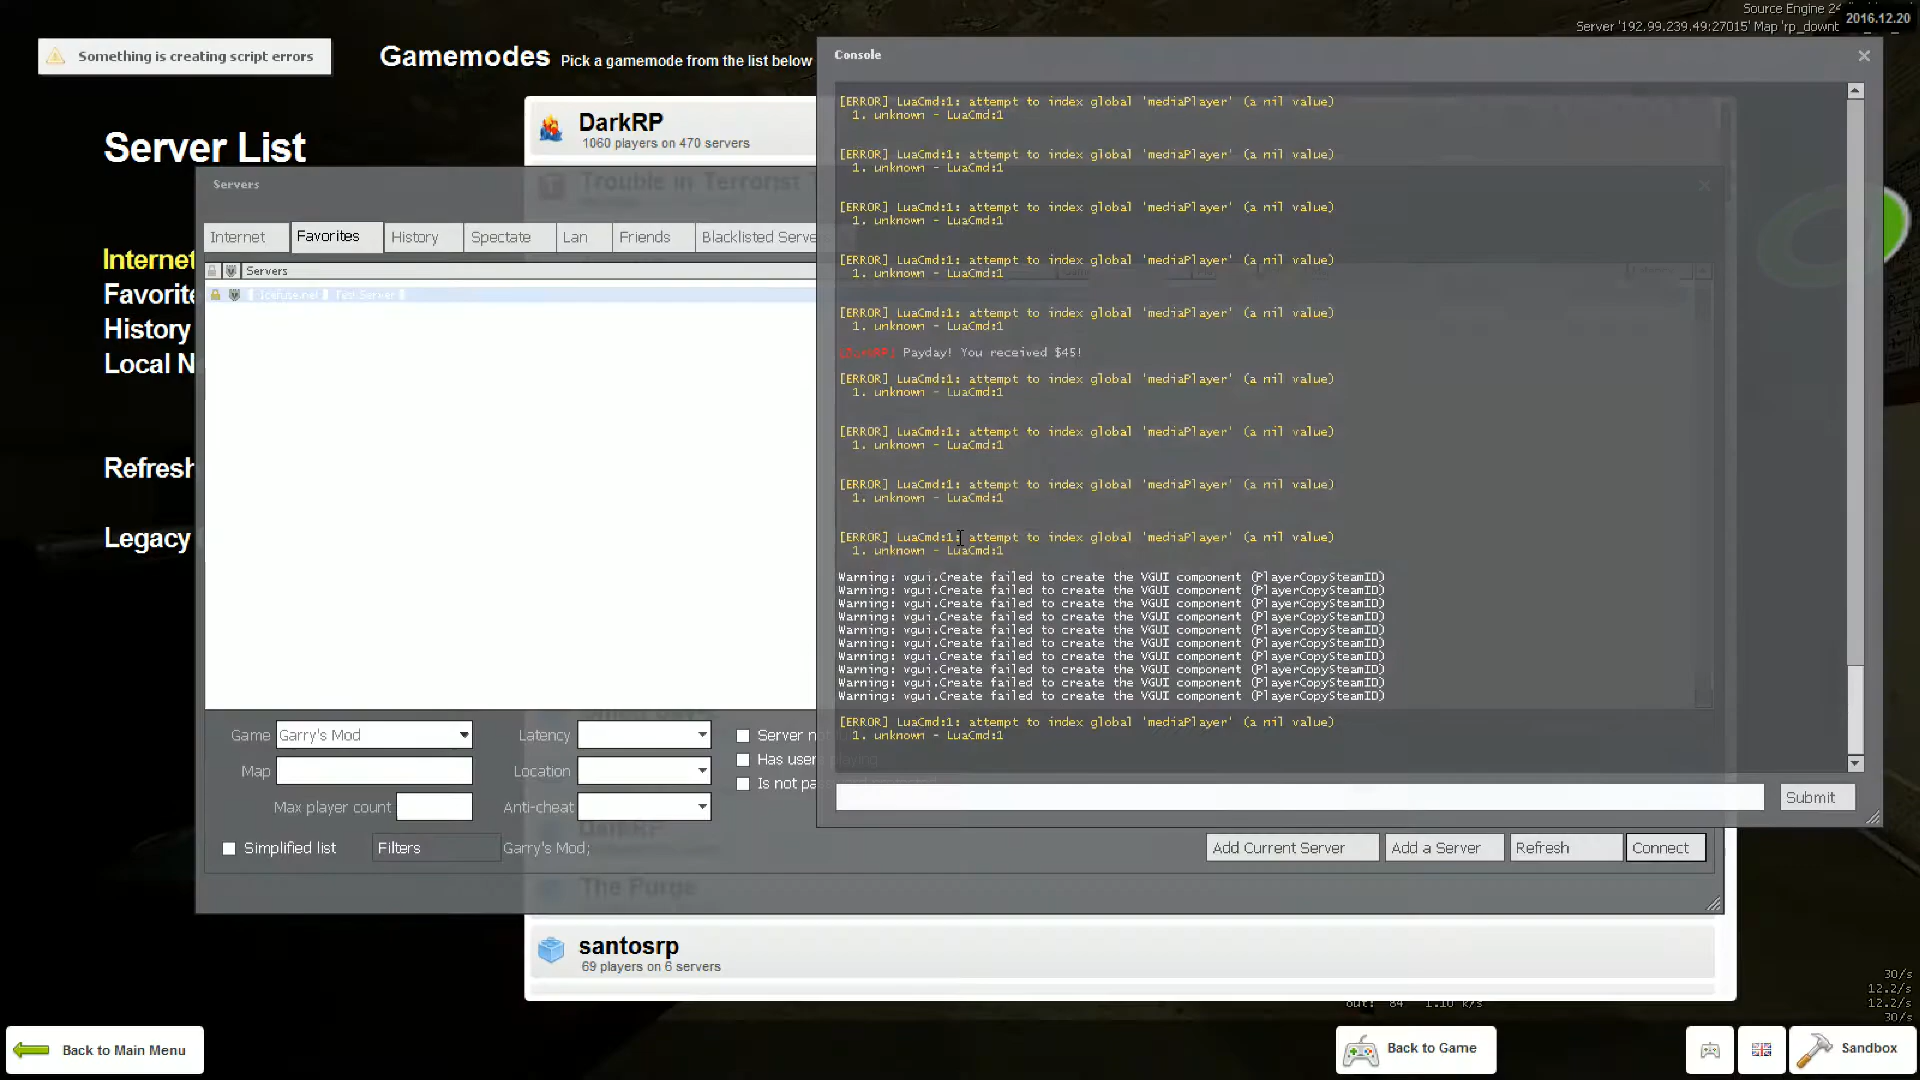 Source Engine 24
2016.12.20
Server '192.99.239.49:27015' Map 'rp_downt
Something is creating script errors
Gamemodes Pick a gamemode from the list below
Console
DarkRP
1060 players on 470 servers
Server List
Trouble in Terrorist T
Servers
Internet
Favorites
History
Spectate
Lan
Friends
Blacklisted Serve
Servers
Icefuse.net Test Server
Internet
Favorite
History
Local N
Refresh
Legacy
[ERROR] LuaCmd:1: attempt to index global 'mediaPlayer' (a nil value)
1. unknown - LuaCmd:1
[ERROR] LuaCmd:1: attempt to index global 'mediaPlayer' (a nil value)
1. unknown - LuaCmd:1
[ERROR] LuaCmd:1: attempt to index global 'mediaPlayer' (a nil value)
1. unknown - LuaCmd:1
[ERROR] LuaCmd:1: attempt to index global 'mediaPlayer' (a nil value)
1. unknown - LuaCmd:1
[ERROR] LuaCmd:1: attempt to index global 'mediaPlayer' (a nil value)
1. unknown - LuaCmd:1
[DarkRP] Payday! You received $45!
[ERROR] LuaCmd:1: attempt to index global 'mediaPlayer' (a nil value)
1. unknown - LuaCmd:1
[ERROR] LuaCmd:1: attempt to index global 'mediaPlayer' (a nil value)
1. unknown - LuaCmd:1
[ERROR] LuaCmd:1: attempt to index global 'mediaPlayer' (a nil value)
1. unknown - LuaCmd:1
[ERROR] LuaCmd:1: attempt to index global 'mediaPlayer' (a nil value)
1. unknown - LuaCmd:1
Warning: vgui.Create failed to create the VGUI component (PlayerCopySteamID)
Warning: vgui.Create failed to create the VGUI component (PlayerCopySteamID)
Warning: vgui.Create failed to create the VGUI component (PlayerCopySteamID)
Warning: vgui.Create failed to create the VGUI component (PlayerCopySteamID)
Warning: vgui.Create failed to create the VGUI component (PlayerCopySteamID)
Warning: vgui.Create failed to create the VGUI component (PlayerCopySteamID)
Warning: vgui.Create failed to create the VGUI component (PlayerCopySteamID)
Warning: vgui.Create failed to create the VGUI component (PlayerCopySteamID)
Warning: vgui.Create failed to create the VGUI component (PlayerCopySteamID)
Warning: vgui.Create failed to create the VGUI component (PlayerCopySteamID)
[ERROR] LuaCmd:1: attempt to index global 'mediaPlayer' (a nil value)
1. unknown - LuaCmd:1
Submit
Game Garry's Mod
Latency
Server n
Map
Location
Has users playing
Max player count
Anti-cheat
Is not pa
Simplified list
Filters
Garry's Mod;
DarkRP
Add Current Server
Add a Server
Refresh
Connect
The Purge
santosrp
69 players on 6 servers
30/s
12.2/s
out: 84 1.10 k/s
12.2/s
30/s
Back to Main Menu
Back to Game
Sandbox